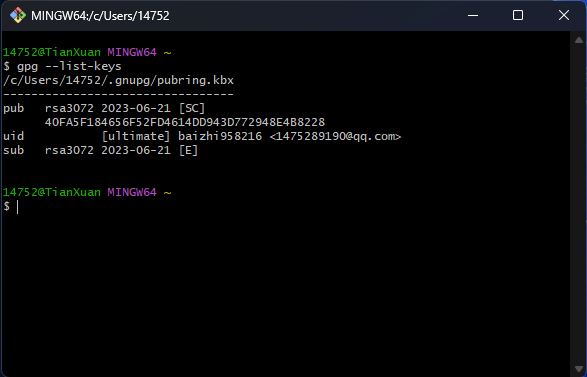 MINGW64:/c/Users/14752
14752@TianXuan MINGW64 ~
$ gpg --list-keys
/c/Users/14752/.gnupg/pubring.kbx
---------------------------------
pub   rsa3072 2023-06-21 [SC]
      40FA5F184656F52FD4614DD943D772948E4B8228
uid           [ultimate] baizhi958216 <1475289190@qq.com>
sub   rsa3072 2023-06-21 [E]
14752@TianXuan MINGW64 ~
$